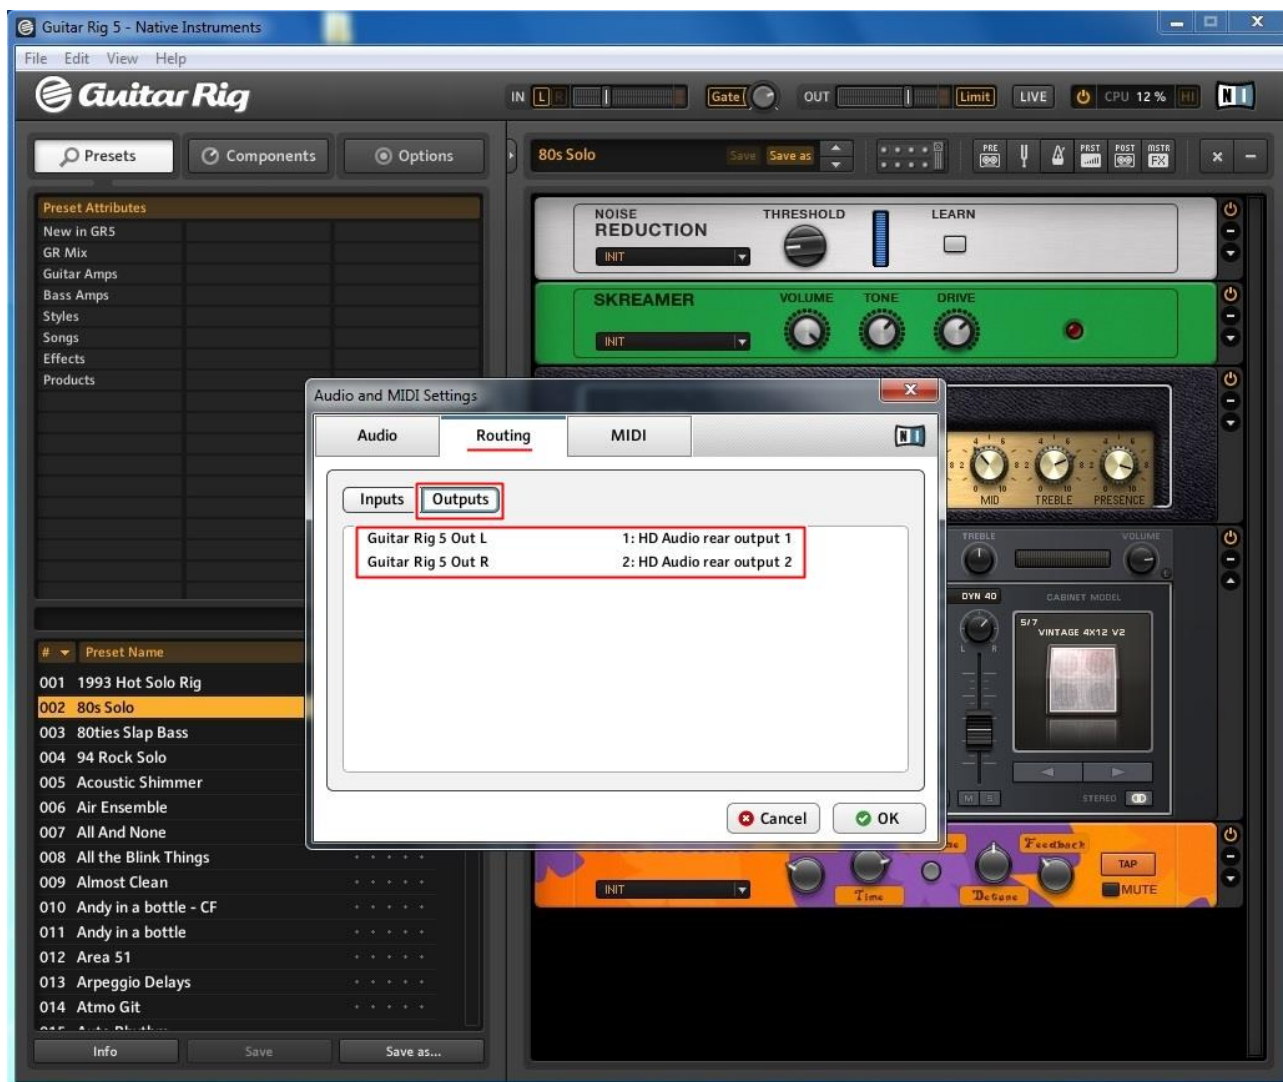 Guitar Rig 5 - Native Instruments
File Edit View Help
Guitar Rig
IN L R Gate OUT Limit LIVE CPU 12 % HI NI
Presets Components Options
80s Solo Save Save as PRE PRST POST MSTR FX
Preset Attributes
New in GR5
GR Mix
Guitar Amps
Bass Amps
Styles
Songs
Effects
Products
NOISE THRESHOLD LEARN
REDUCTION
INIT
SKREAMER VOLUME TONE DRIVE
INIT
Audio and MIDI Settings
Audio Routing MIDI NI
Inputs Outputs
Guitar Rig 5 Out L 1: HD Audio rear output 1
Guitar Rig 5 Out R 2: HD Audio rear output 2
Cancel OK
MID TREBLE PRESENCE
TREBLE VOLUME
DYN 40 CABINET MODEL
5/7
VINTAGE 4X12 V2
L R
M S STEREO
Feedback
TAP
INIT Time Detune MUTE
# Preset Name
001 1993 Hot Solo Rig
002 80s Solo
003 80ties Slap Bass
004 94 Rock Solo
005 Acoustic Shimmer
006 Air Ensemble
007 All And None
008 All the Blink Things
009 Almost Clean
010 Andy in a bottle - CF
011 Andy in a bottle
012 Area 51
013 Arpeggio Delays
014 Atmo Git
Info Save Save as...